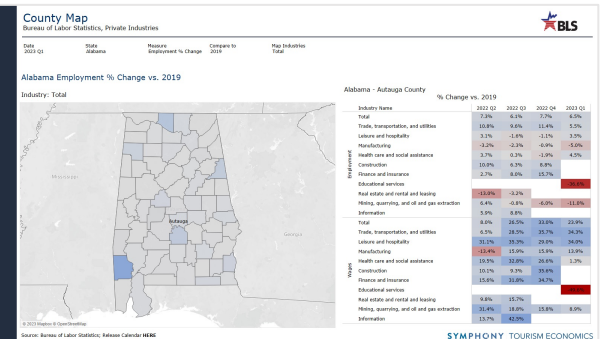 County Map
Bureau of Labor Statistics, Private Industries
BLS
Date State Measure Compare to Map Industries
2023 Q1 Alabama Employment % Change 2019 Total
Alabama Employment % Change vs. 2019
Industry: Total
Mississippi
Autauga
Georgia
© 2023 Mapbox © OpenStreetMap
Alabama - Autauga County
% Change vs. 2019
Industry Name 2022 Q2 2022 Q3 2022 Q4 2023 Q1
Employment
Total 7.3% 6.1% 7.7% 6.5%
Trade, transportation, and utilities 10.8% 9.6% 11.4% 5.5%
Leisure and hospitality 3.1% -1.6% -1.1% 3.5%
Manufacturing -3.2% -2.3% -0.9% -5.0%
Health care and social assistance 3.7% 0.3% -1.9% 4.5%
Construction 10.0% 6.3% 8.8%
Finance and insurance 2.7% 8.0% 15.7%
Educational services
Real estate and rental and leasing -13.0% -3.2%
Mining, quarrying, and oil and gas extraction 6.4% -0.8% -6.0% -11.0%
Information 5.9% 8.8%
Wages
Total 8.0% 26.5% 33.0% 23.9%
Trade, transportation, and utilities 6.5% 28.5% 35.7% 34.3%
Leisure and hospitality 31.1% 35.3% 29.0% 34.0%
Manufacturing -13.4% 15.9% 15.9% 13.9%
Health care and social assistance 19.5% 32.8% 26.6% 1.3%
Construction 10.1% 9.3% 35.6%
Finance and insurance 15.6% 31.8% 34.7%
Educational services
Real estate and rental and leasing 9.8% 15.7%
Mining, quarrying, and oil and gas extraction 31.4% 16.8% 15.8% 9.9%
Information 13.7% 42.9%
Source: Bureau of Labor Statistics; Release Calendar HERE
SYMPHONY TOURISM ECONOMICS